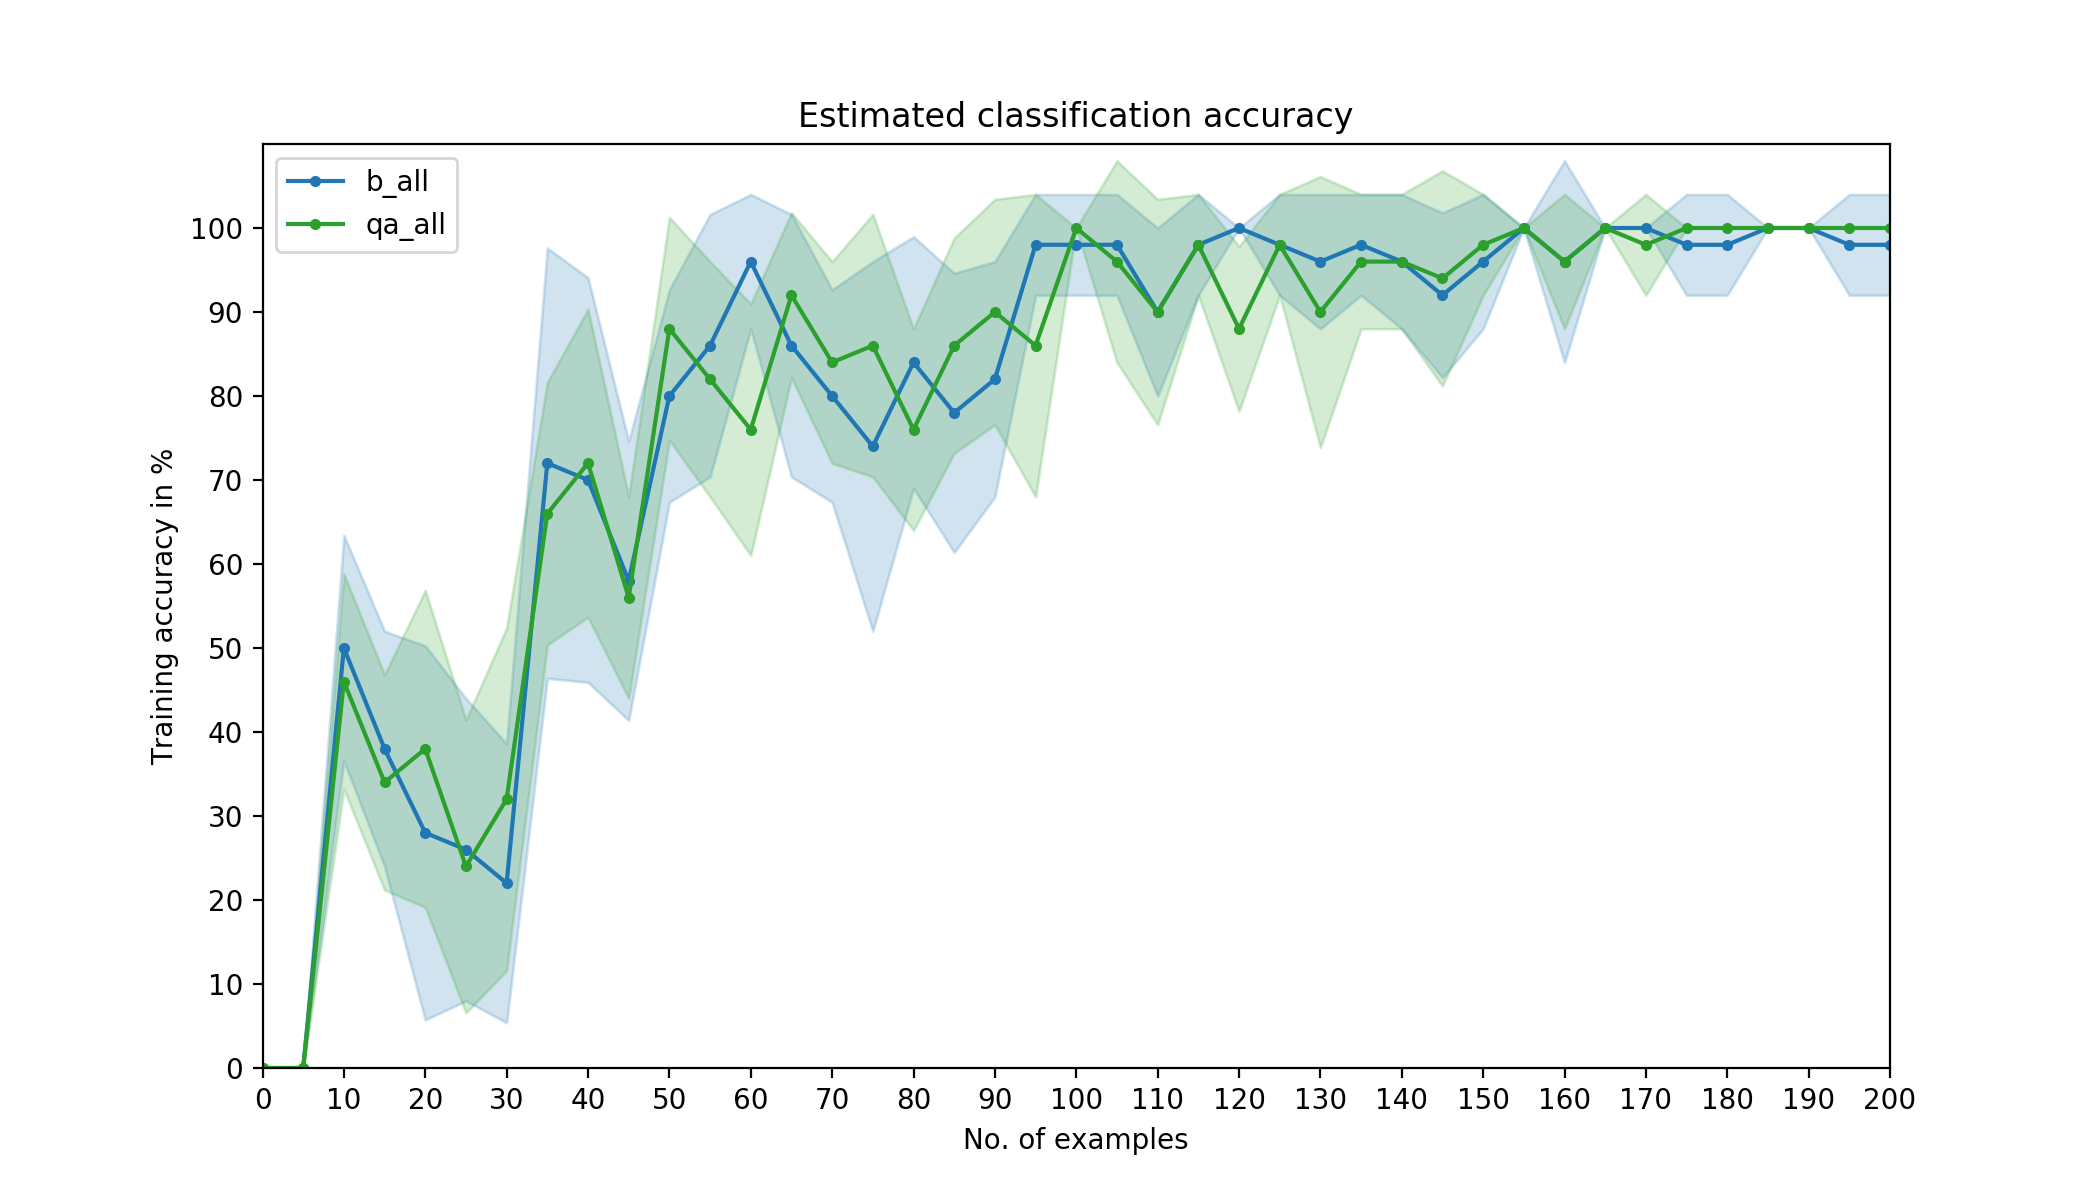 Estimated classification accuracy
b_all
qa_all
100
90
80
70
60
50
40
30
20
10
0
Training accuracy in %
0 10 20 30 40 50 60 70 80 90 100 110 120 130 140 150 160 170 180 190 200
No. of examples